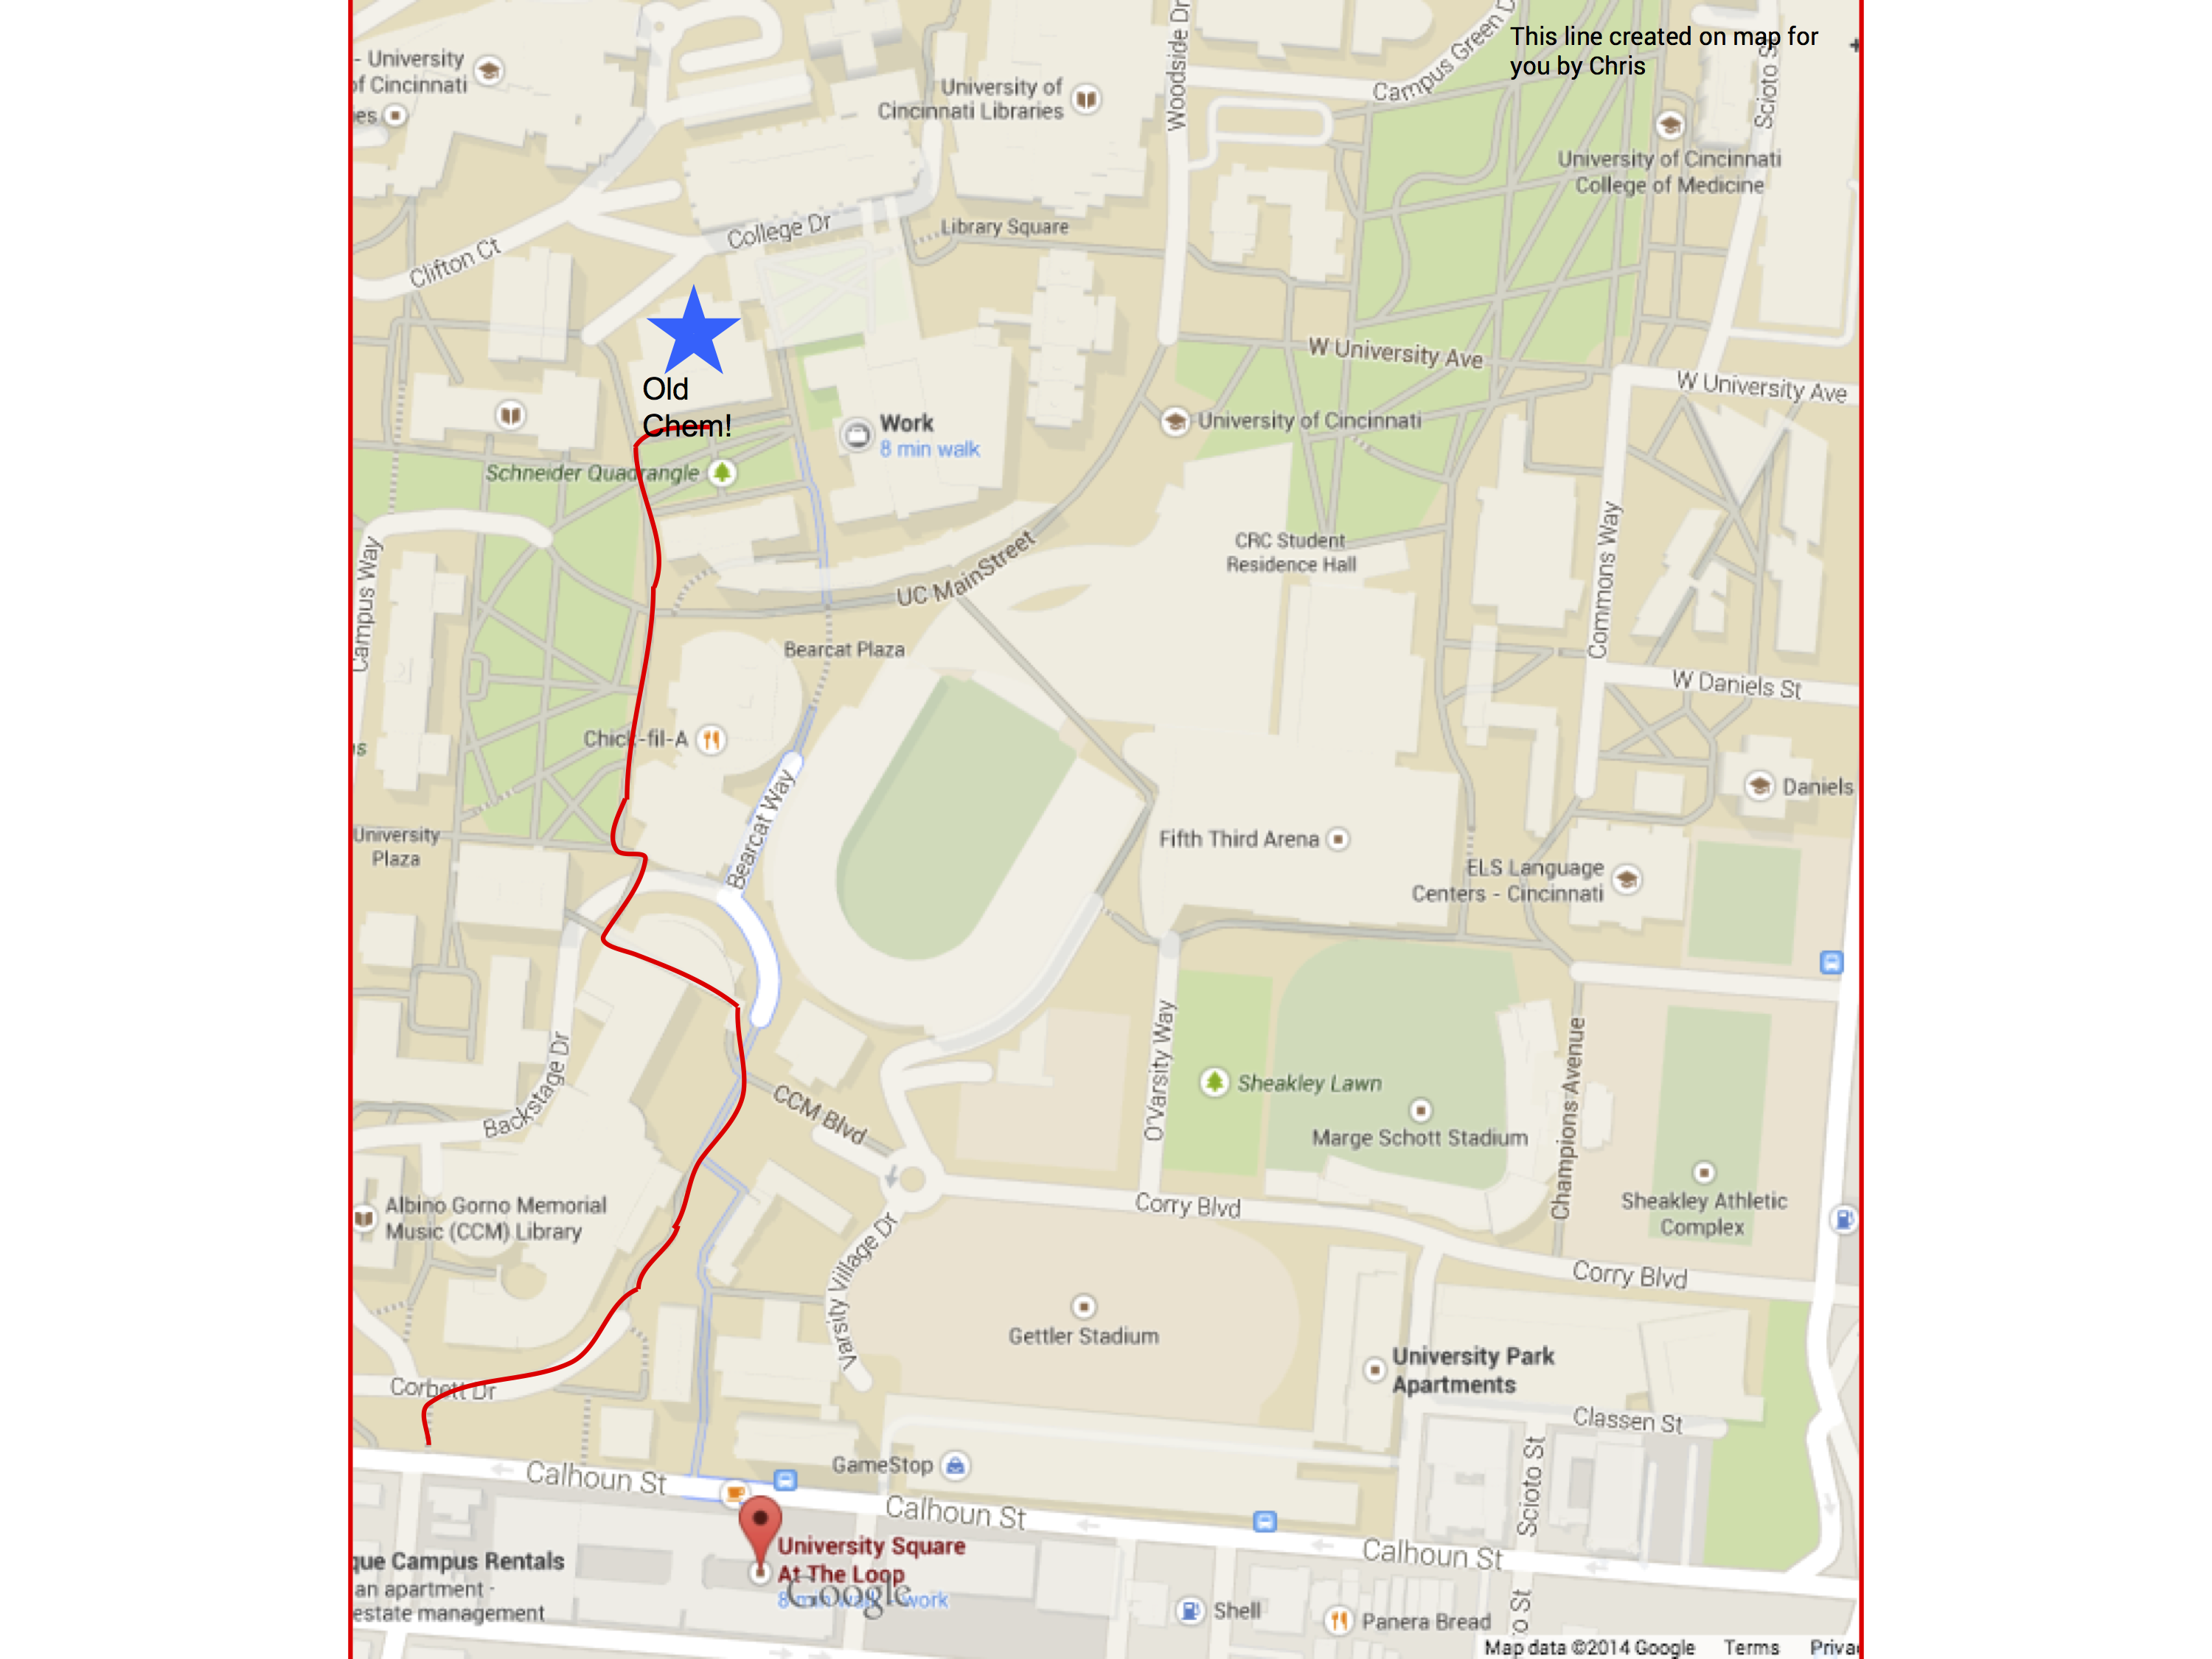 This line created on map for
you by Chris
- University
of Cincinnati
es
University of
Cincinnati Libraries
Woodside Dr
Campus Green D
Scioto S
University of Cincinnati
College of Medicine
Clifton Ct
College Dr
Library Square
W University Ave
W University Ave
Old
Chem!
Work
8 min walk
University of Cincinnati
Schneider Quadrangle
CRC Student
Residence Hall
Campus Way
UC MainStreet
Commons Way
Bearcat Plaza
W Daniels St
Chick-fil-A
s
Bearcat Way
Daniels
University
Plaza
Fifth Third Arena
ELS Language
Centers - Cincinnati
Backstage Dr
CCM Blvd
O'Varsity Way
Sheakley Lawn
Marge Schott Stadium
Champions Avenue
Albino Gorno Memorial
Music (CCM) Library
Corry Blvd
Sheakley Athletic
Complex
Varsity Village Dr
Corry Blvd
Gettler Stadium
University Park
Apartments
Corbett Dr
Classen St
GameStop
Calhoun St
Calhoun St
Scioto St
Calhoun St
University Square
At The Loop
8 min walk - work
Google
que Campus Rentals
an apartment -
estate management
Shell
Panera Bread
o St
Map data ©2014 Google Terms Priva